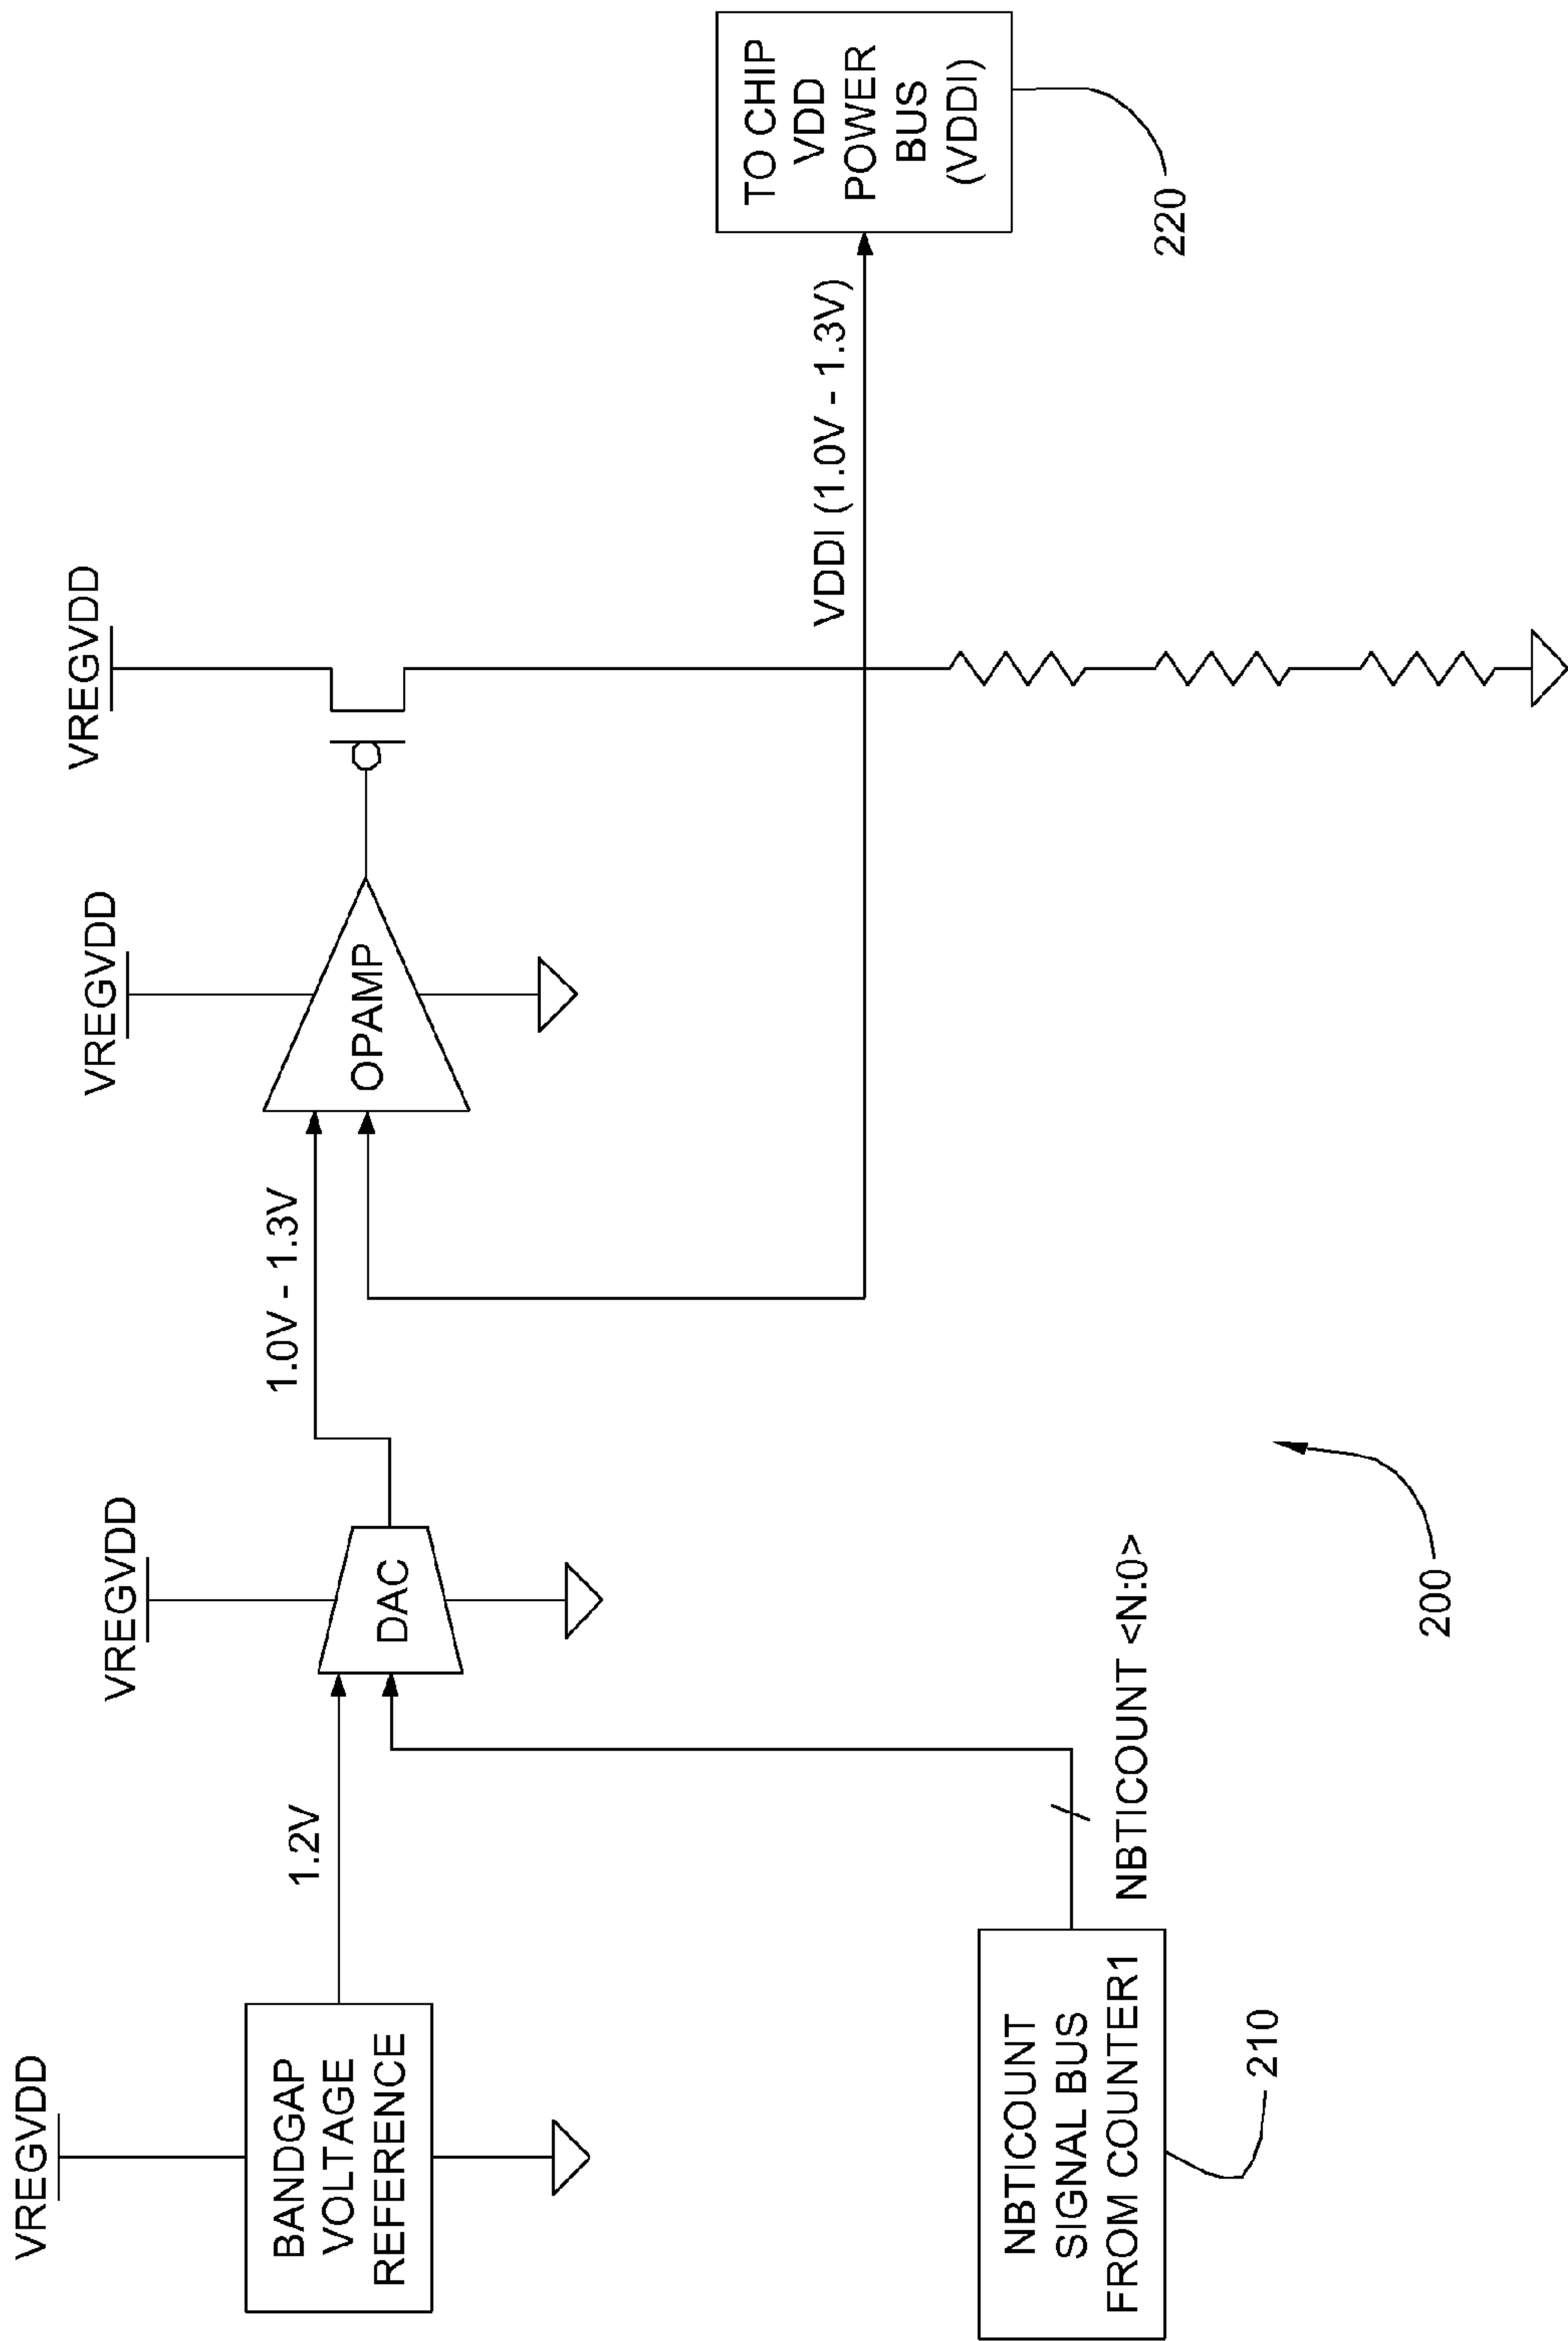 VREGVDD
BANDGAP
VOLTAGE
REFERENCE
1.2V
VREGVDD
DAC
1.0V - 1.3V
VREGVDD
OPAMP
VREGVDD
VDDI (1.0V - 1.3V)
TO CHIP
VDD
POWER
BUS
(VDDI)
220
NBTICOUNT
SIGNAL BUS
FROM COUNTER1
210
NBTICOUNT <N:0>
200